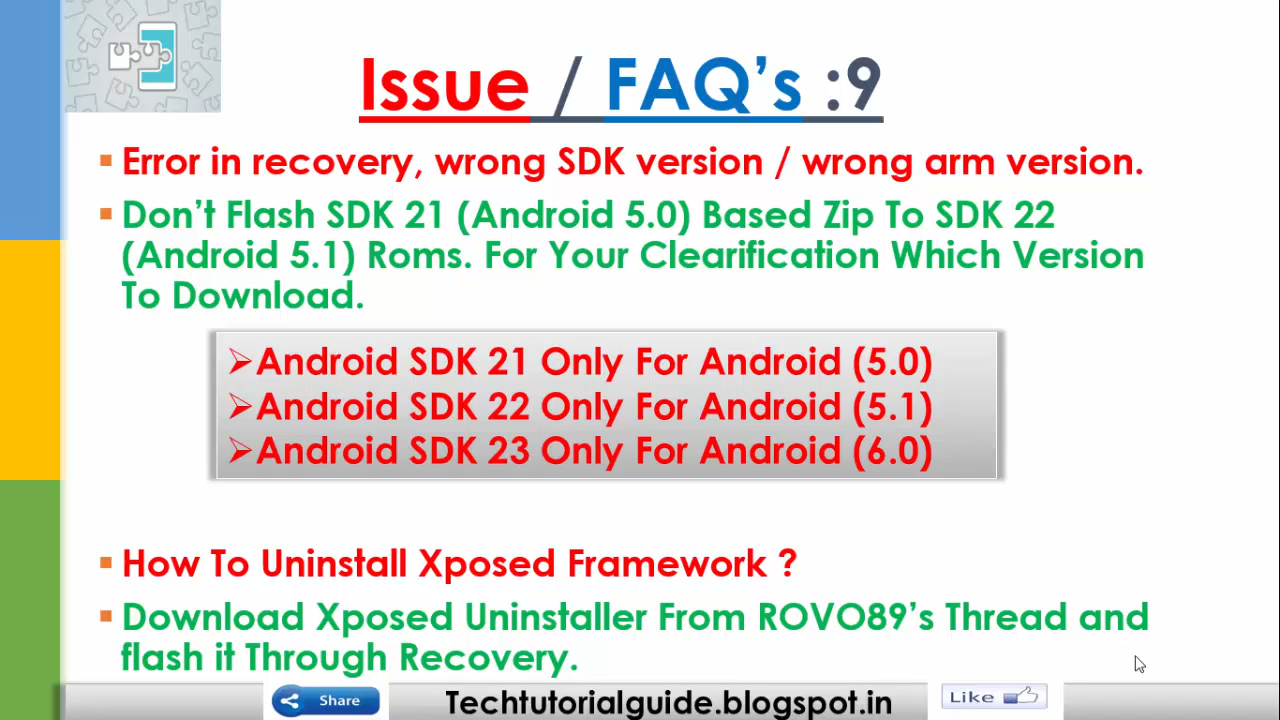 Issue / FAQ’s :9
Error in recovery, wrong SDK version / wrong arm version.
Don’t Flash SDK 21 (Android 5.0) Based Zip To SDK 22
(Android 5.1) Roms. For Your Clearification Which Version
To Download.
Android SDK 21 Only For Android (5.0)
Android SDK 22 Only For Android (5.1)
Android SDK 23 Only For Android (6.0)
How To Uninstall Xposed Framework ?
Download Xposed Uninstaller From ROVO89’s Thread and
flash it Through Recovery.
Share Techtutorialguide.blogspot.in Like